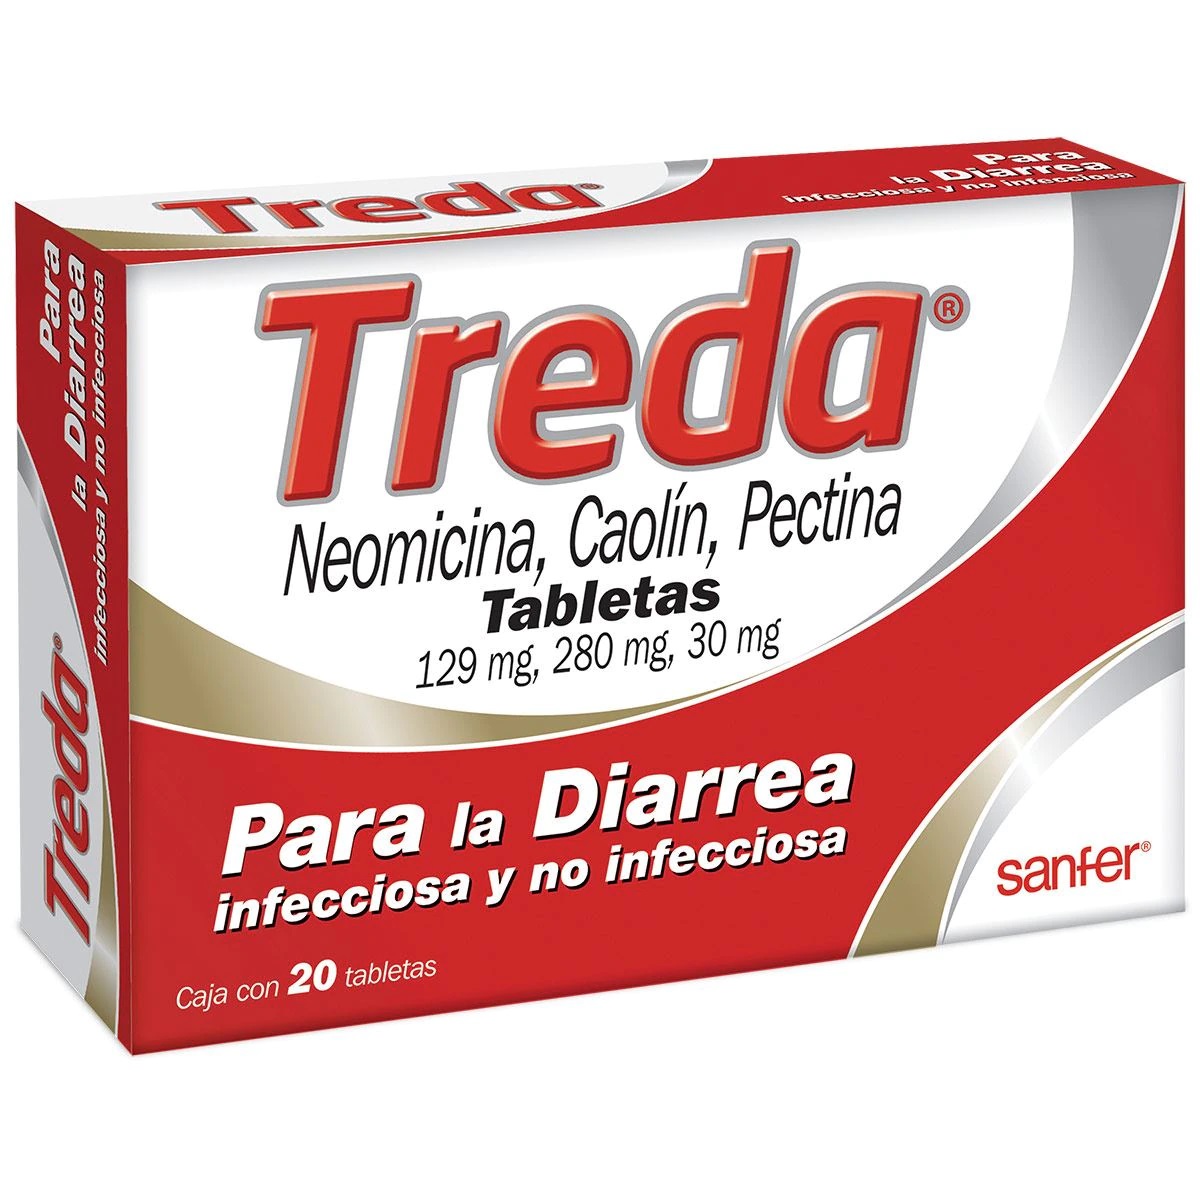 Treda®
Para
la Diarrea
infecciosa y no infecciosa
Para
la Diarrea
infecciosa y no infecciosa
Treda®
Treda®
Neomicina, Caolín, Pectina
Tabletas
129 mg, 280 mg, 30 mg
Para la Diarrea
infecciosa y no infecciosa
Caja con 20 tabletas
sanfer®